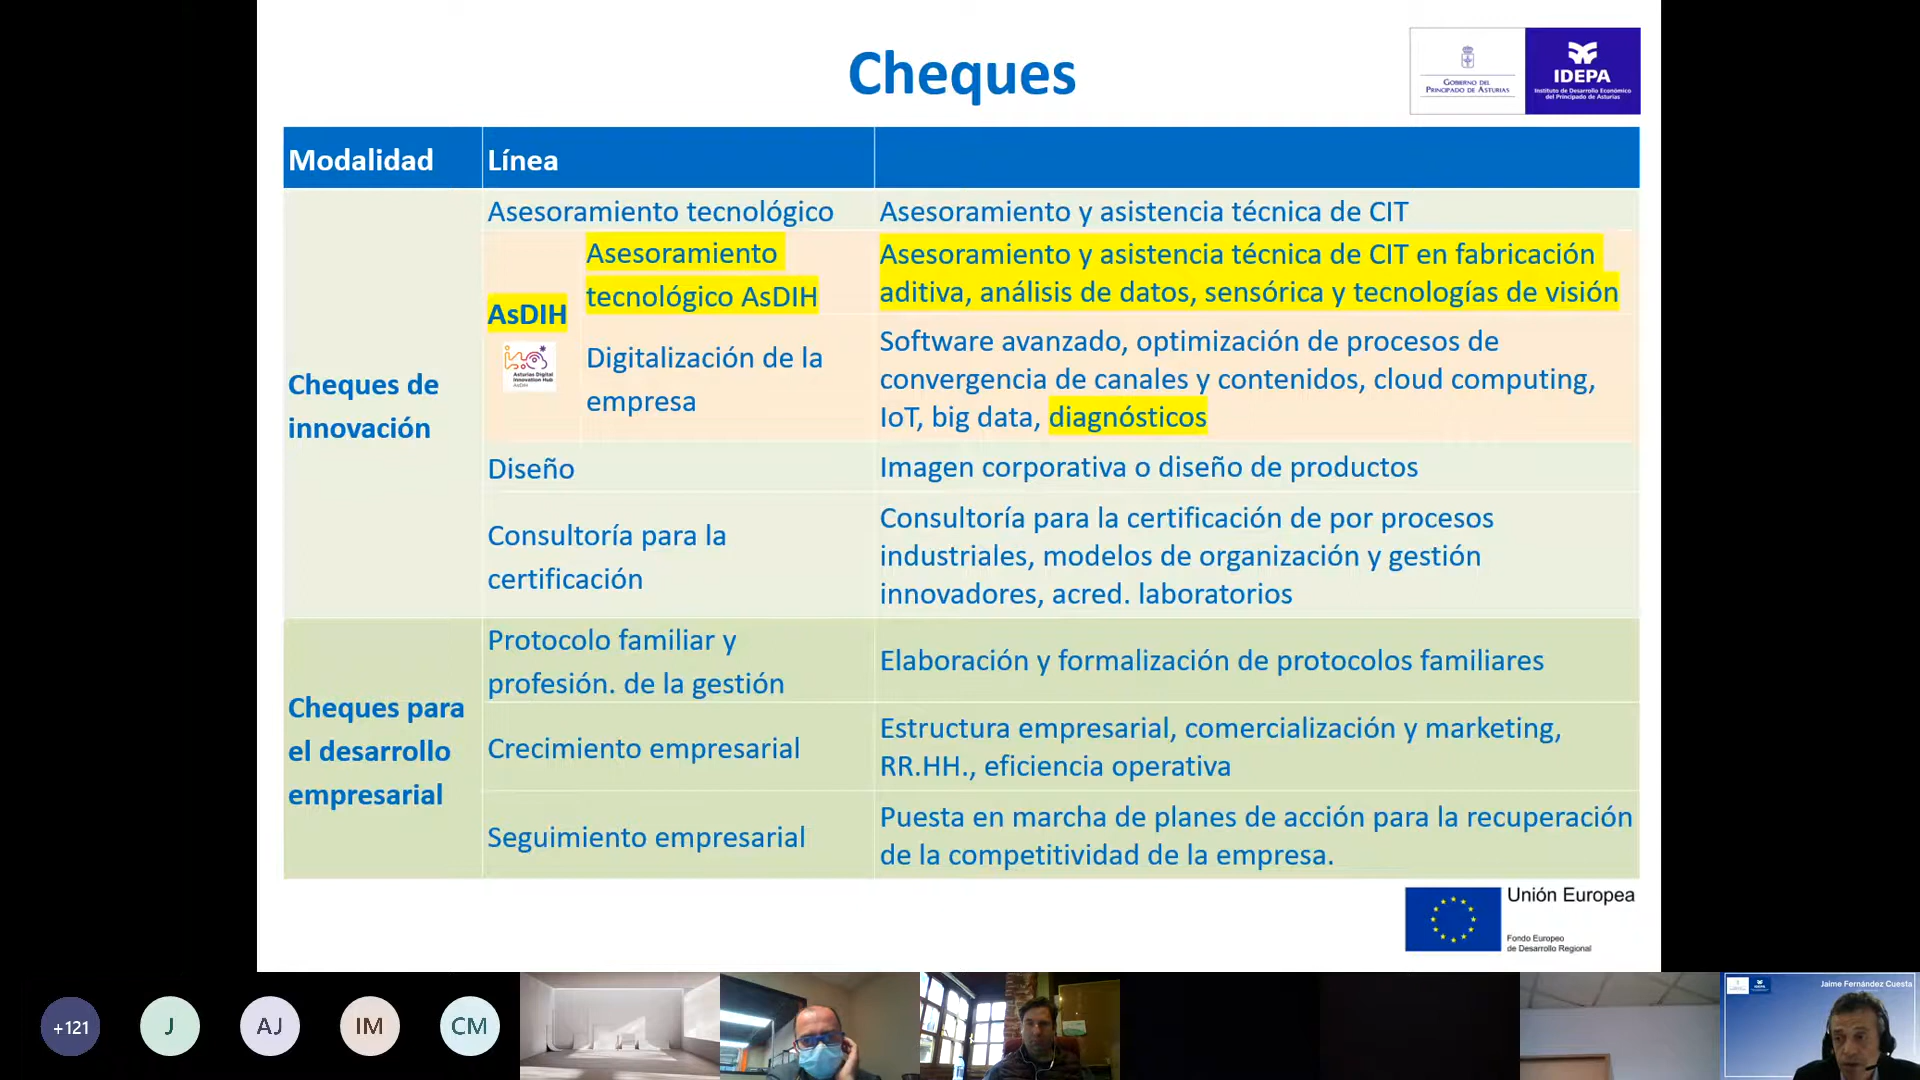 Cheques
GOBIERNO DEL
PRINCIPADO DE ASTURIAS
IDEPA
Instituto de Desarrollo Económico
del Principado de Asturias
Modalidad
Línea
Cheques de
innovación
Asesoramiento tecnológico
Asesoramiento y asistencia técnica de CIT
AsDIH
Asturias Digital
Innovation Hub
AsDIH
Asesoramiento
tecnológico AsDIH
Asesoramiento y asistencia técnica de CIT en fabricación
aditiva, análisis de datos, sensórica y tecnologías de visión
Digitalización de la
empresa
Software avanzado, optimización de procesos de
convergencia de canales y contenidos, cloud computing,
IoT, big data, diagnósticos
Diseño
Imagen corporativa o diseño de productos
Consultoría para la
certificación
Consultoría para la certificación de por procesos
industriales, modelos de organización y gestión
innovadores, acred. laboratorios
Cheques para
el desarrollo
empresarial
Protocolo familiar y
profesión. de la gestión
Elaboración y formalización de protocolos familiares
Crecimiento empresarial
Estructura empresarial, comercialización y marketing,
RR.HH., eficiencia operativa
Seguimiento empresarial
Puesta en marcha de planes de acción para la recuperación
de la competitividad de la empresa.
Unión Europea
Fondo Europeo
de Desarrollo Regional
+121
J
AJ
IM
CM
IDEPA
Jaime Fernández Cuesta